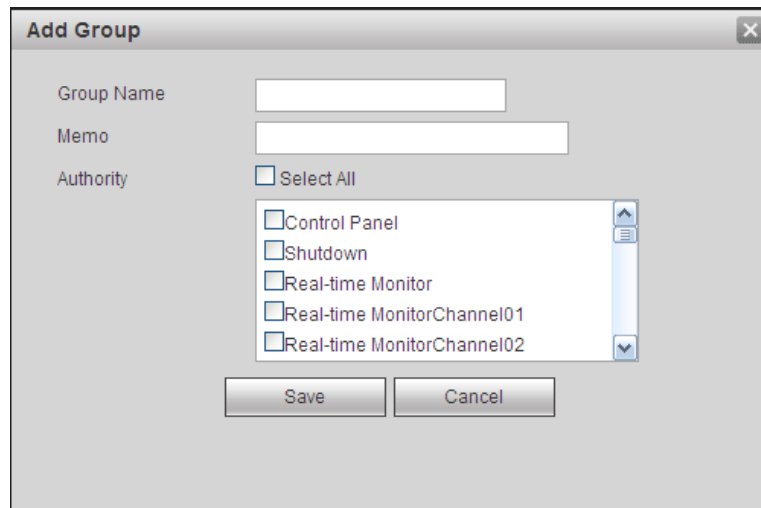 Add Group
Group Name
Memo
Authority
Select All
Control Panel
Shutdown
Real-time Monitor
Real-time MonitorChannel01
Real-time MonitorChannel02
Save Cancel